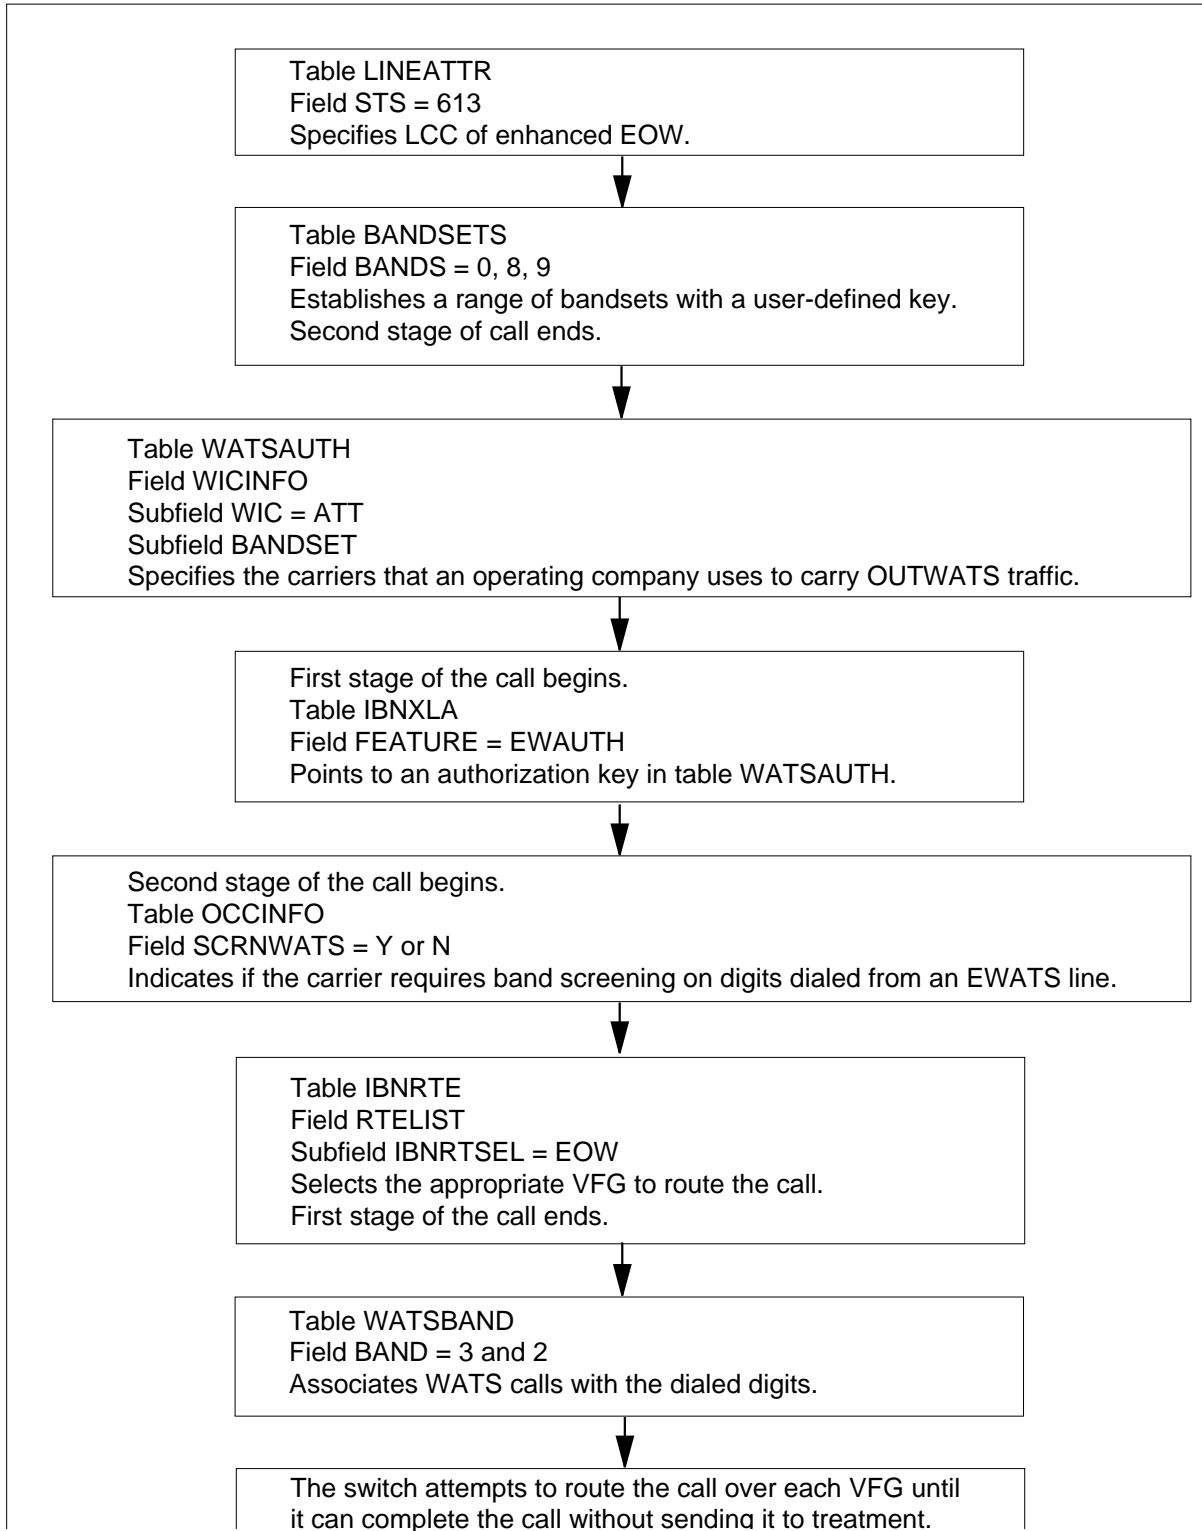 Table LINEATTR
Field STS = 613
Specifies LCC of enhanced EOW.
Table BANDSETS
Field BANDS = 0, 8, 9
Establishes a range of bandsets with a user-defined key.
Second stage of call ends.
Table WATSAUTH
Field WICINFO
Subfield WIC = ATT
Subfield BANDSET
Specifies the carriers that an operating company uses to carry OUTWATS traffic.
First stage of the call begins.
Table IBNXLA
Field FEATURE = EWAUTH
Points to an authorization key in table WATSAUTH.
Second stage of the call begins.
Table OCCINFO
Field SCRNWATS = Y or N
Indicates if the carrier requires band screening on digits dialed from an EWATS line.
Table IBNRTE
Field RTELIST
Subfield IBNRTSEL = EOW
Selects the appropriate VFG to route the call.
First stage of the call ends.
Table WATSBAND
Field BAND = 3 and 2
Associates WATS calls with the dialed digits.
The switch attempts to route the call over each VFG until
it can complete the call without sending it to treatment.